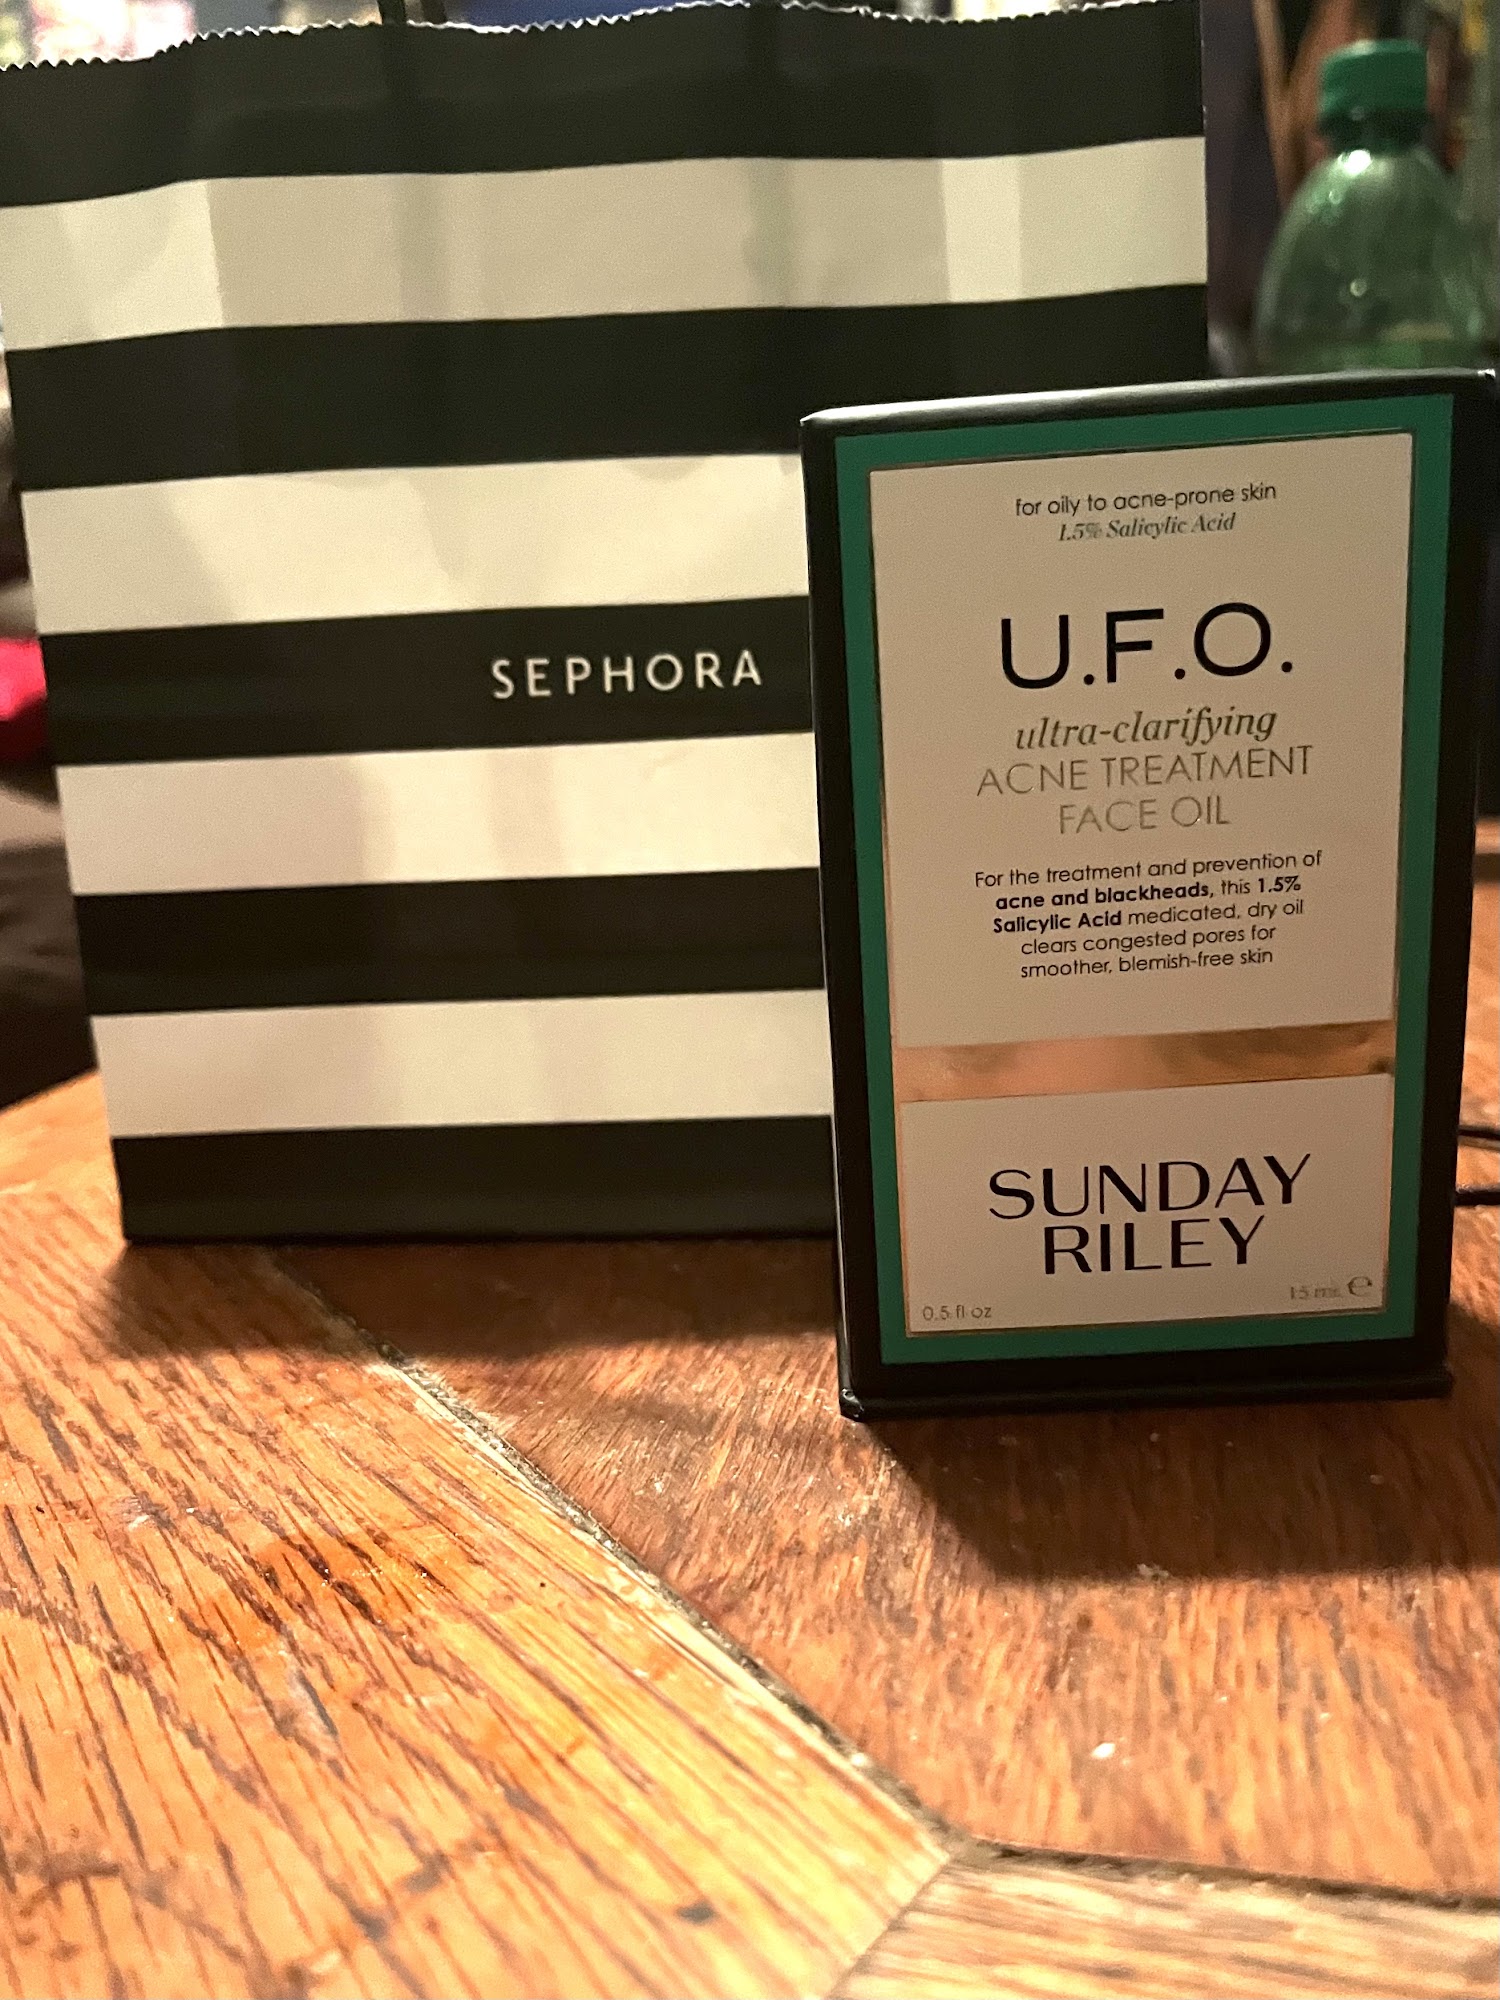 SEPHORA
for oily to acne-prone skin
1.5% Salicylic Acid
U.F.O.
ultra-clarifying
ACNE TREATMENT
FACE OIL
For the treatment and prevention of
acne and blackheads, this 1.5%
Salicylic Acid medicated, dry oil
clears congested pores for
smoother, blemish-free skin
SUNDAY
RILEY
0.5 fl oz
15 mL ℮